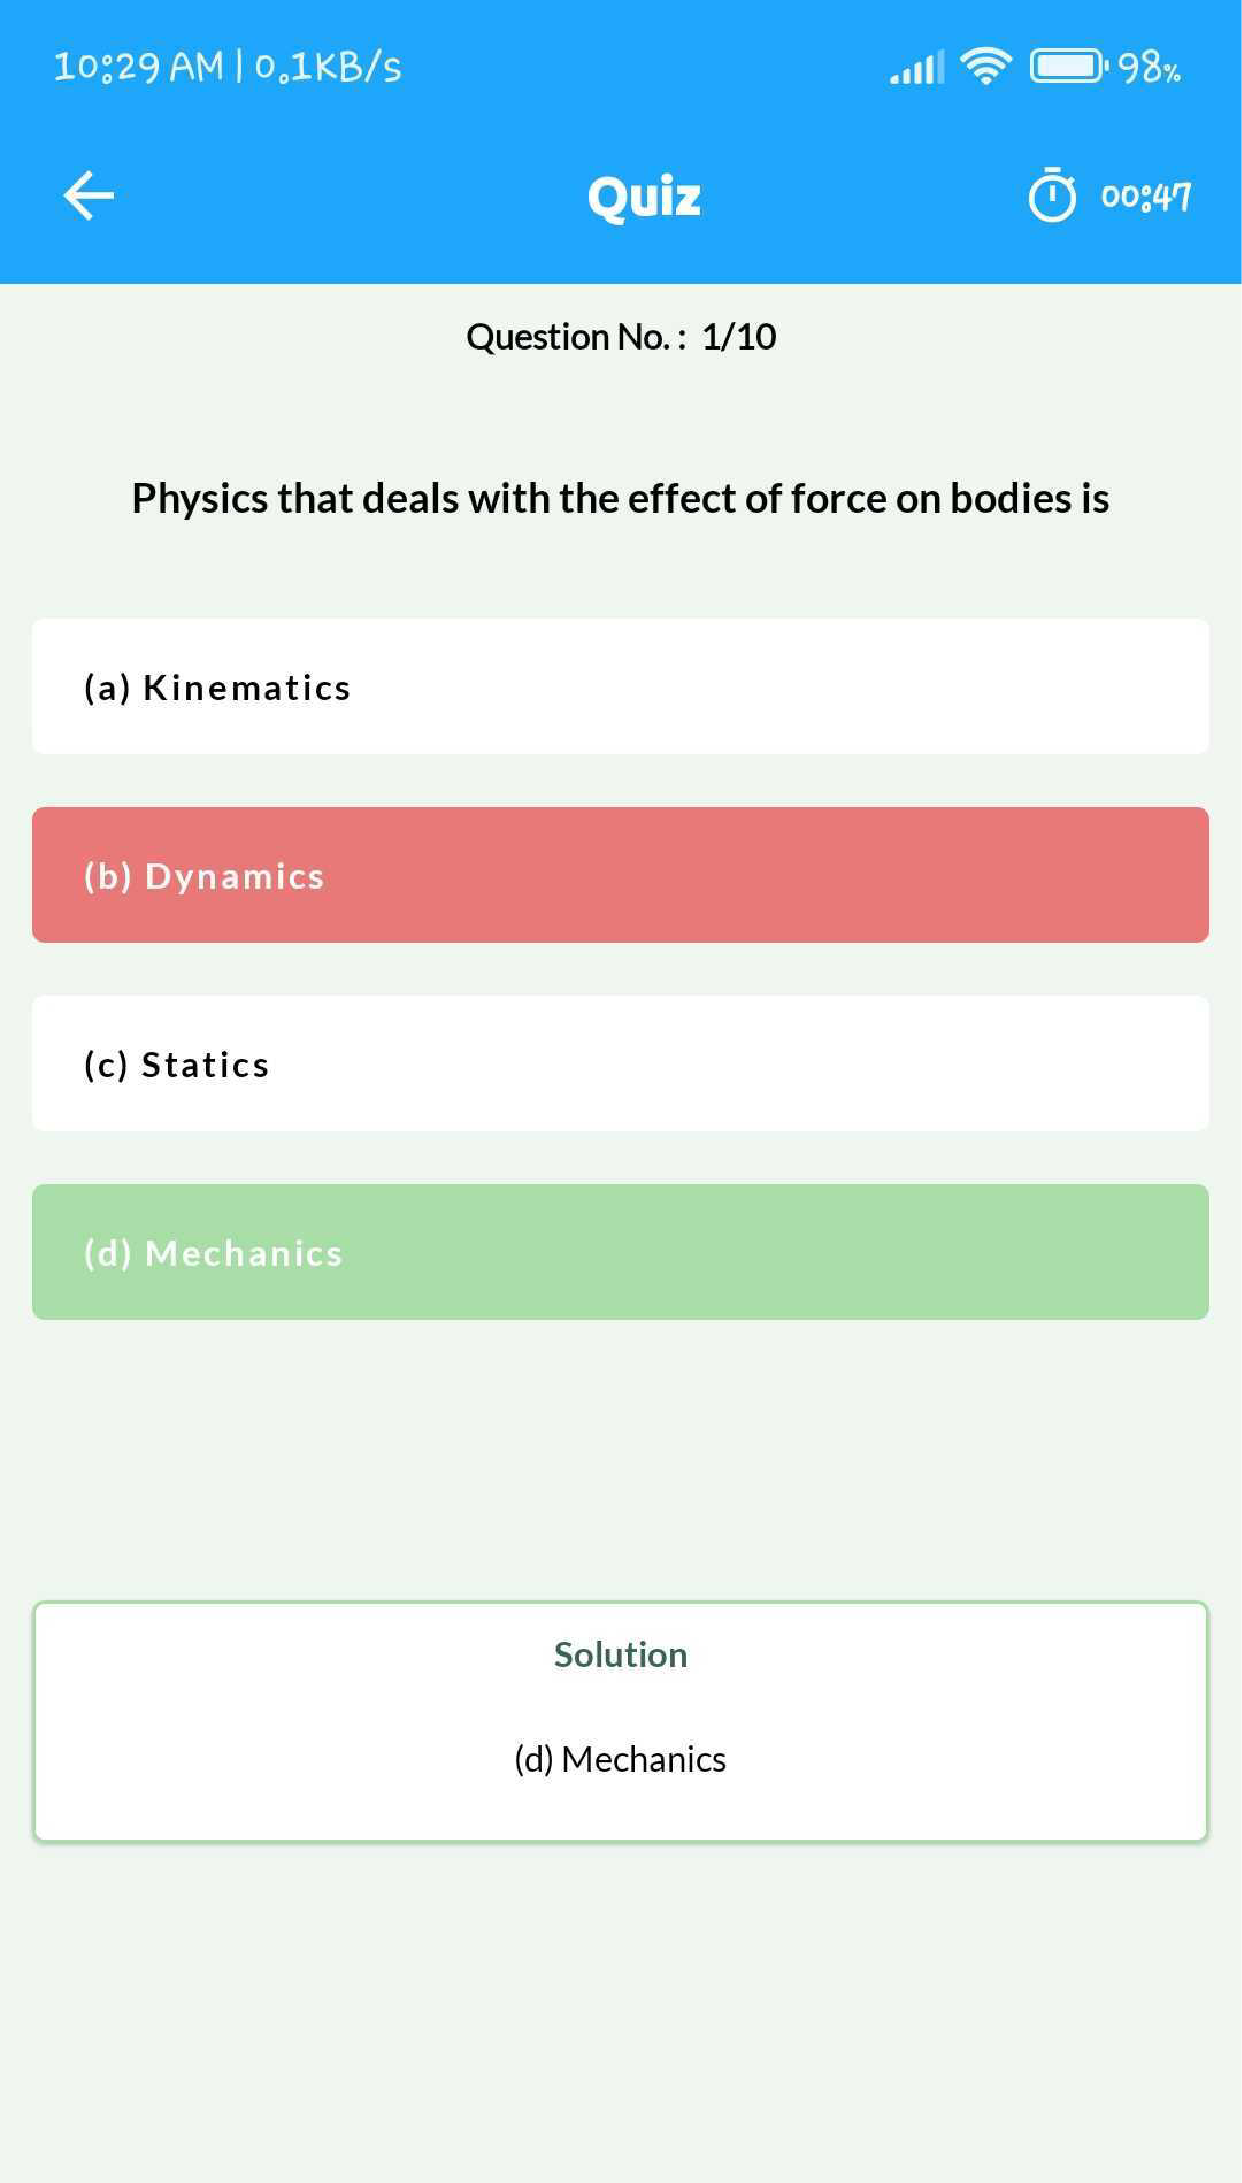 10:29 AM | 0.1KB/s 98%
Quiz 00:47
Question No. : 1/10
Physics that deals with the effect of force on bodies is
(a) Kinematics
(b) Dynamics
(c) Statics
(d) Mechanics
Solution
(d) Mechanics